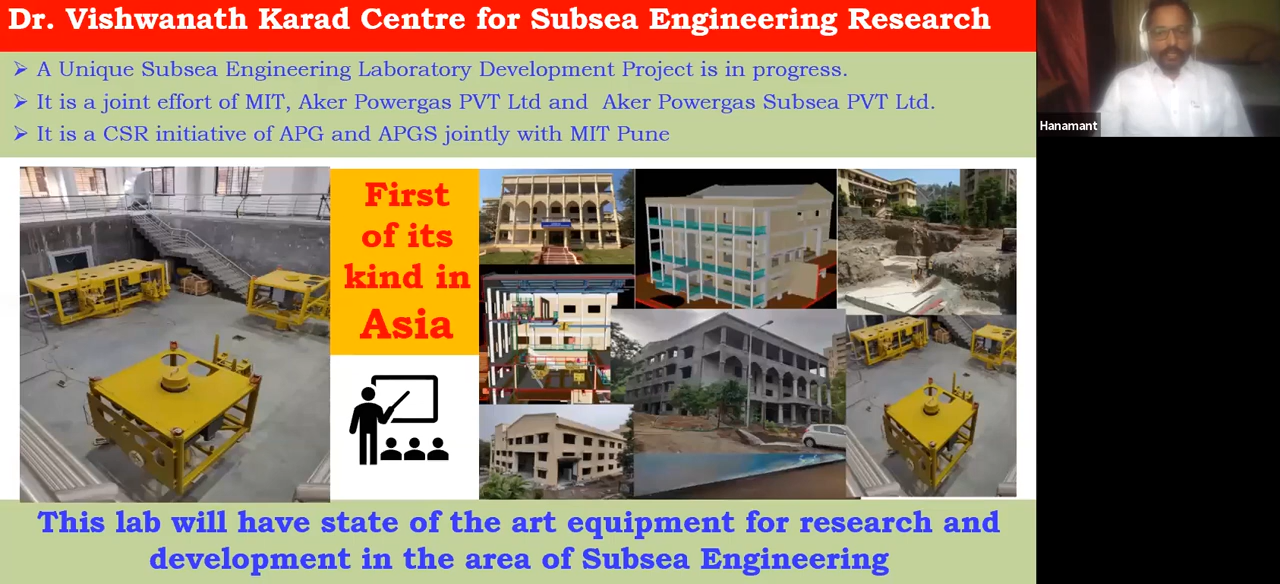 Dr. Vishwanath Karad Centre for Subsea Engineering Research
➢ A Unique Subsea Engineering Laboratory Development Project is in progress.
➢ It is a joint effort of MIT, Aker Powergas PVT Ltd and Aker Powergas Subsea PVT Ltd.
➢ It is a CSR initiative of APG and APGS jointly with MIT Pune
Hanamant
First
of its
kind in
Asia
This lab will have state of the art equipment for research and
development in the area of Subsea Engineering